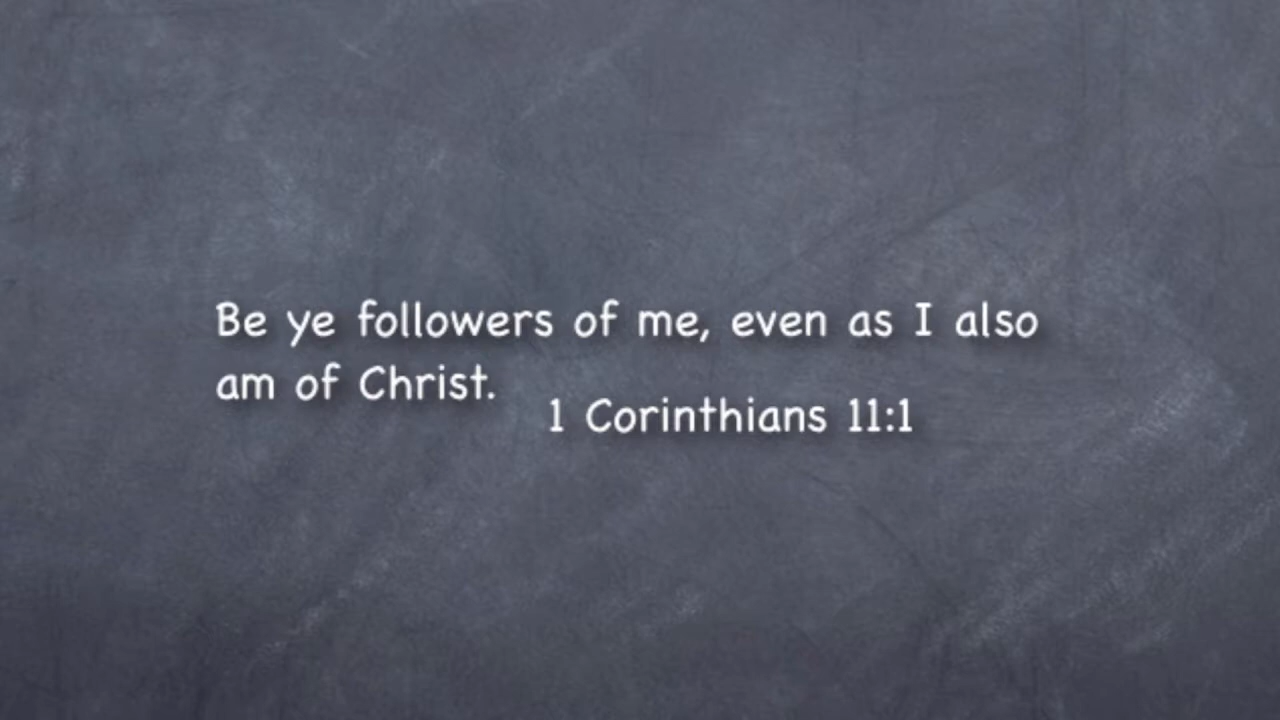 Be ye followers of me, even as I also
am of Christ.
1 Corinthians 11:1